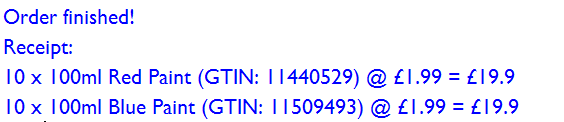 Order finished!
Receipt:
10 x 100ml Red Paint (GTIN: 11440529) @ £1.99 = £19.9
10 x 100ml Blue Paint (GTIN: 11509493) @ £1.99 = £19.9